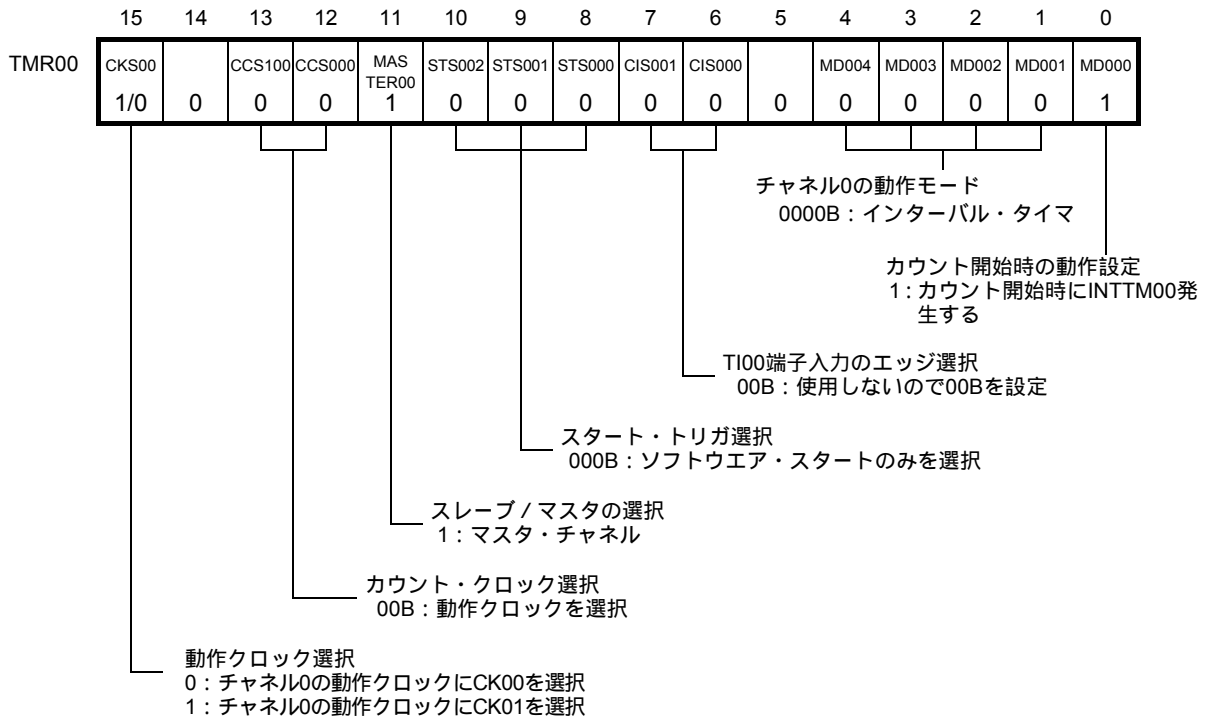 15 14 13 12 11 10 9 8 7 6 5 4 3 2 1 0
TMR00 CKS00 CCS100 CCS000 MAS TER00 STS002 STS001 STS000 CIS001 CIS000 MD004 MD003 MD002 MD001 MD000
1/0 0 0 0 1 0 0 0 0 0 0 0 0 0 0 1
チャネル0の動作モード
0000B：インターバル・タイマ
カウント開始時の動作設定
1：カウント開始時にINTTM00発
生する
TI00端子入力のエッジ選択
00B：使用しないので00Bを設定
スタート・トリガ選択
000B：ソフトウエア・スタートのみを選択
スレーブ／マスタの選択
1：マスタ・チャネル
カウント・クロック選択
00B：動作クロックを選択
動作クロック選択
0：チャネル0の動作クロックにCK00を選択
1：チャネル0の動作クロックにCK01を選択